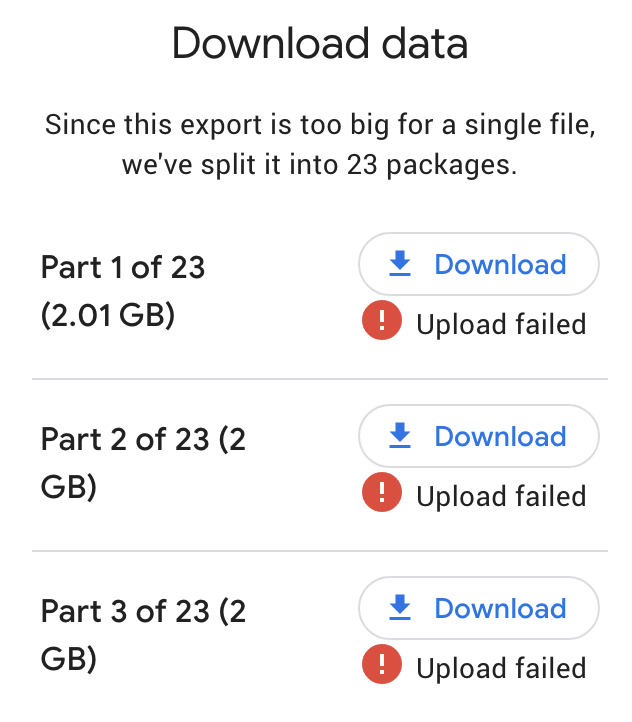 Download data
Since this export is too big for a single file,
we've split it into 23 packages.
Part 1 of 23
(2.01 GB)
Download
Upload failed
Part 2 of 23 (2
GB)
Download
Upload failed
Part 3 of 23 (2
GB)
Download
Upload failed